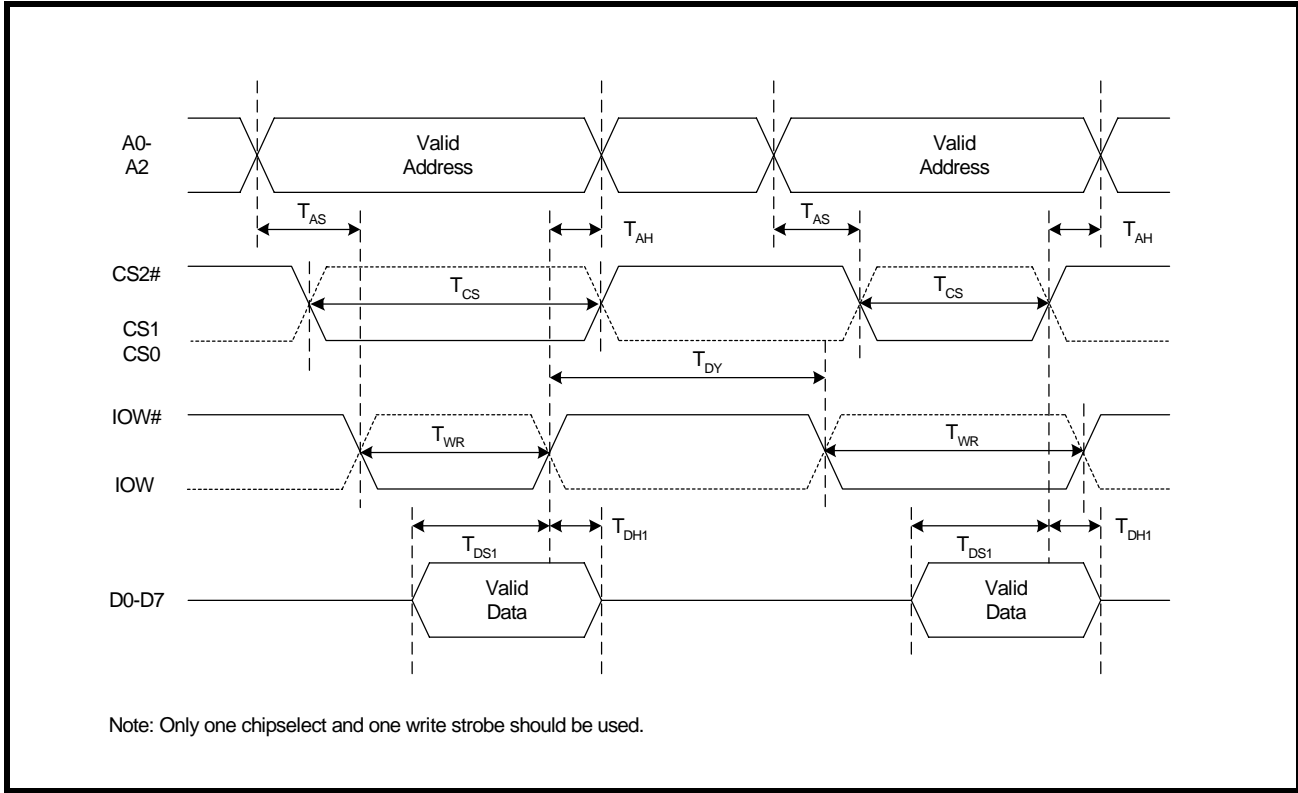 A0-
A2
Valid
Address
Valid
Address
TAS
TAH
TAS
TAH
CS2#
CS1
CS0
TCS
TCS
TDY
IOW#
IOW
TWR
TWR
TDS1
TDH1
TDS1
TDH1
D0-D7
Valid
Data
Valid
Data
Note: Only one chipselect and one write strobe should be used.